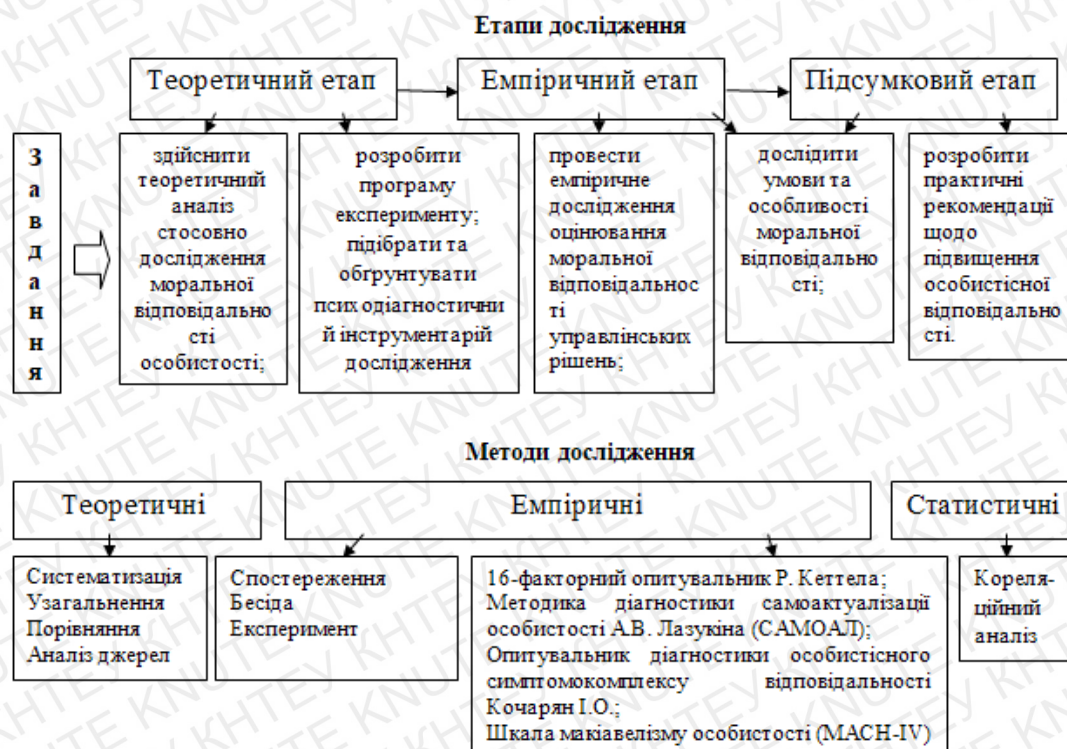 Етапи дослідження
Теоретичний етап
Емпіричний етап
Підсумковий етап
Завдання
здійснити
теоретичний
аналіз
стосовно
дослідження
моральної
відповідально
сті
особистості;
розробити
програму
експерименту;
підібрати та
обґрунтувати
психодіагностични
й інструментарій
дослідження
провести
емпіричне
дослідження
оцінювання
моральної
відповідальнос
ті
управлінських
рішень;
дослідити
умови та
особливості
моральної
відповідально
сті;
розробити
практичні
рекомендації
щодо
підвищення
особистісної
відповідально
сті.
Методи дослідження
Теоретичні
Емпіричні
Статистичні
Систематизація
Узагальнення
Порівняння
Аналіз джерел
Спостереження
Бесіда
Експеримент
16-факторний опитувальник Р. Кеттела;
Методика діагностики самоактуалізації
особистості А.В. Лазукіна (САМОАЛ);
Опитувальник діагностики особистісного
симптомокомплексу відповідальності
Кочарян І.О.;
Шкала макіавелізму особистості (MACH-IV)
Кореля-
ційний
аналіз